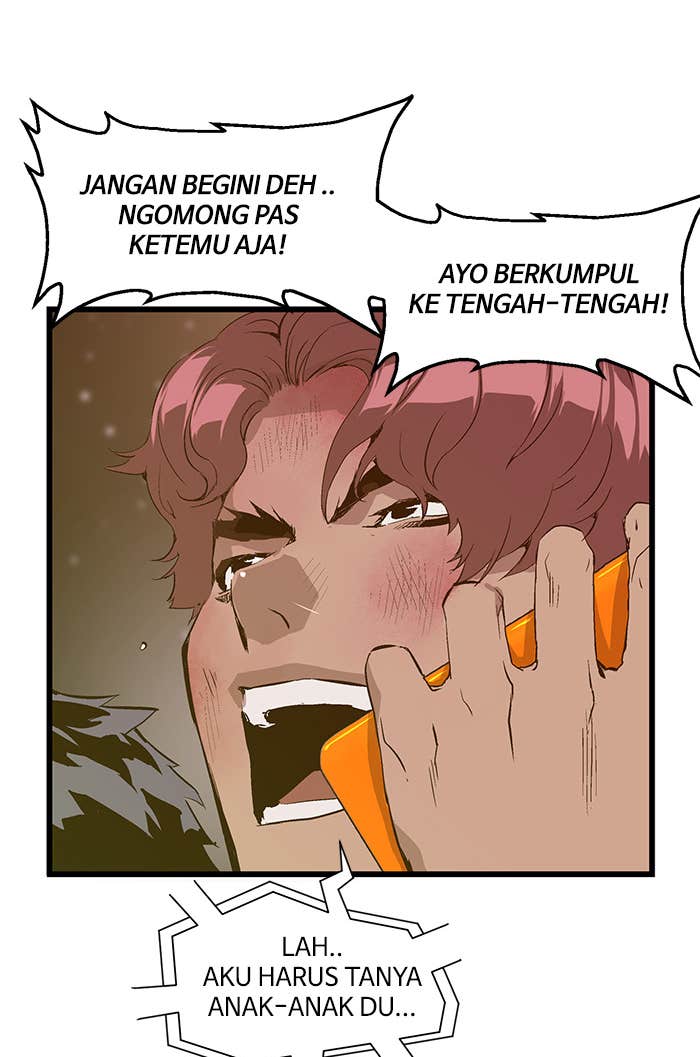 JANGAN BEGINI DEH ..
NGOMONG PAS
KETEMU AJA!
AYO BERKUMPUL
KE TENGAH-TENGAH!
LAH..
AKU HARUS TANYA
ANAK-ANAK DU...